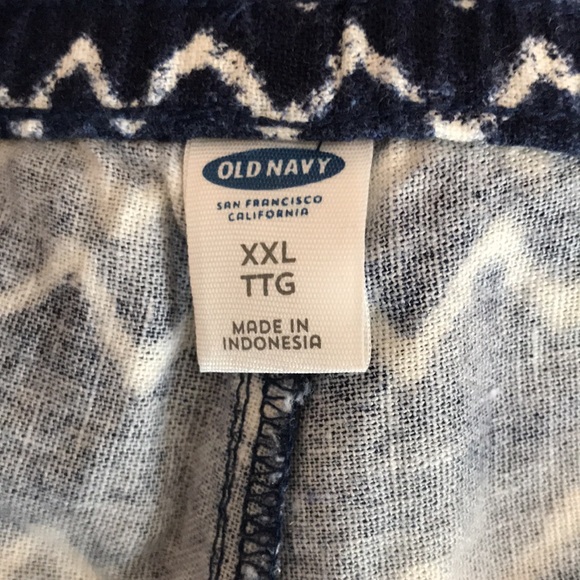 OLD NAVY
SAN FRANCISCO
CALIFORNIA
XXL
TTG
MADE IN
INDONESIA